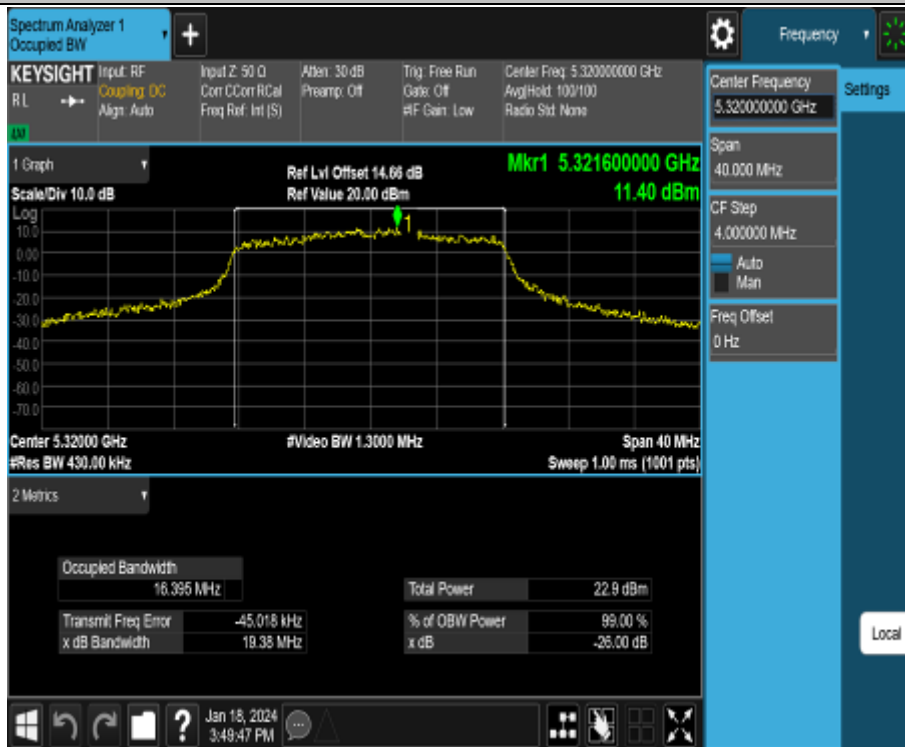 Spectrum Analyzer 1
Occupied BW
+
Frequency
KEYSIGHT
RL
LXI
Input: RF
Coupling: DC
Align: Auto
Input Z: 50 Ω
Corr CCorr RCal
Freq Ref: Int (S)
Atten: 30 dB
Preamp: Off
Trig: Free Run
Gate: Off
#IF Gain: Low
Center Freq: 5.320000000 GHz
Avg|Hold: 100/100
Radio Std: None
Center Frequency
5.320000000 GHz
Settings
Span
40.000 MHz
CF Step
4.000000 MHz
Auto
Man
Freq Offset
0 Hz
1 Graph
Scale/Div 10.0 dB
Ref Lvl Offset 14.66 dB
Ref Value 20.00 dBm
Mkr1 5.321600000 GHz
11.40 dBm
Log
10.0
0.00
-10.0
-20.0
-30.0
-40.0
-50.0
-60.0
-70.0
1
Center 5.32000 GHz
#Res BW 430.00 kHz
#Video BW 1.3000 MHz
Span 40 MHz
Sweep 1.00 ms (1001 pts)
2 Metrics
Occupied Bandwidth
16.395 MHz
Total Power 22.9 dBm
Transmit Freq Error -45.018 kHz
% of OBW Power 99.00 %
x dB Bandwidth 19.38 MHz
x dB -26.00 dB
Local
?
Jan 18, 2024
3:49:47 PM